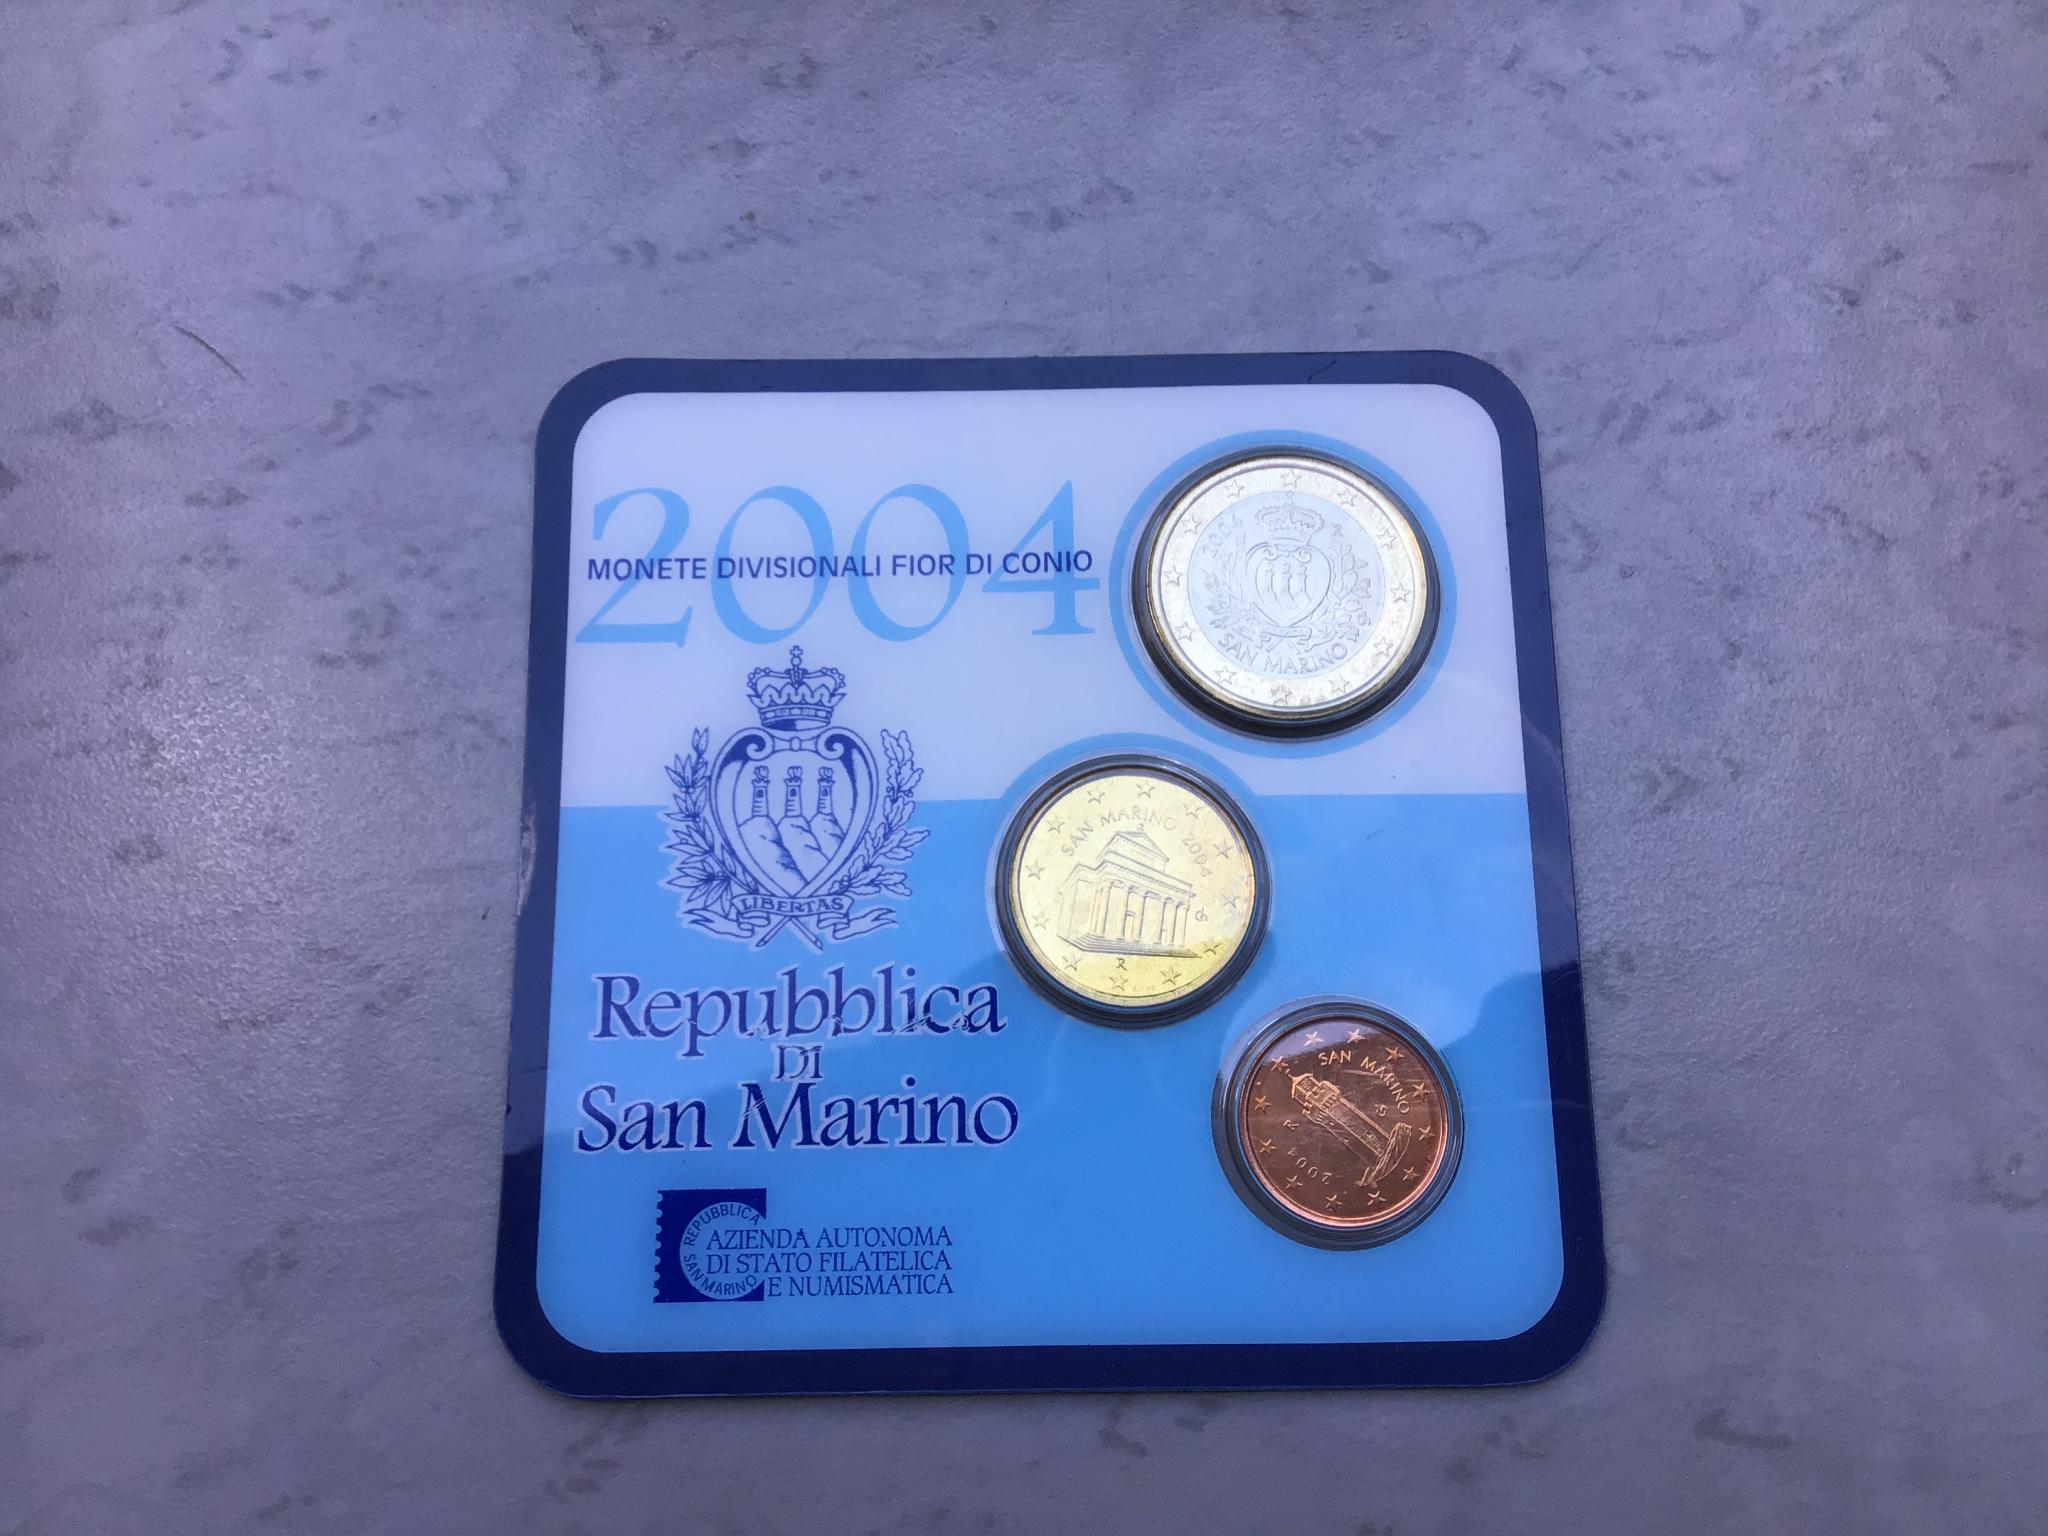 2004
MONETE DIVISIONALI FIOR DI CONIO
2004
SAN MARINO
LIBERTAS
SAN MARINO 2004
R
Repubblica
DI
San Marino
SAN MARINO
R
2004
REPUBBLICA
SAN MARINO
AZIENDA AUTONOMA
DI STATO FILATELICA
E NUMISMATICA